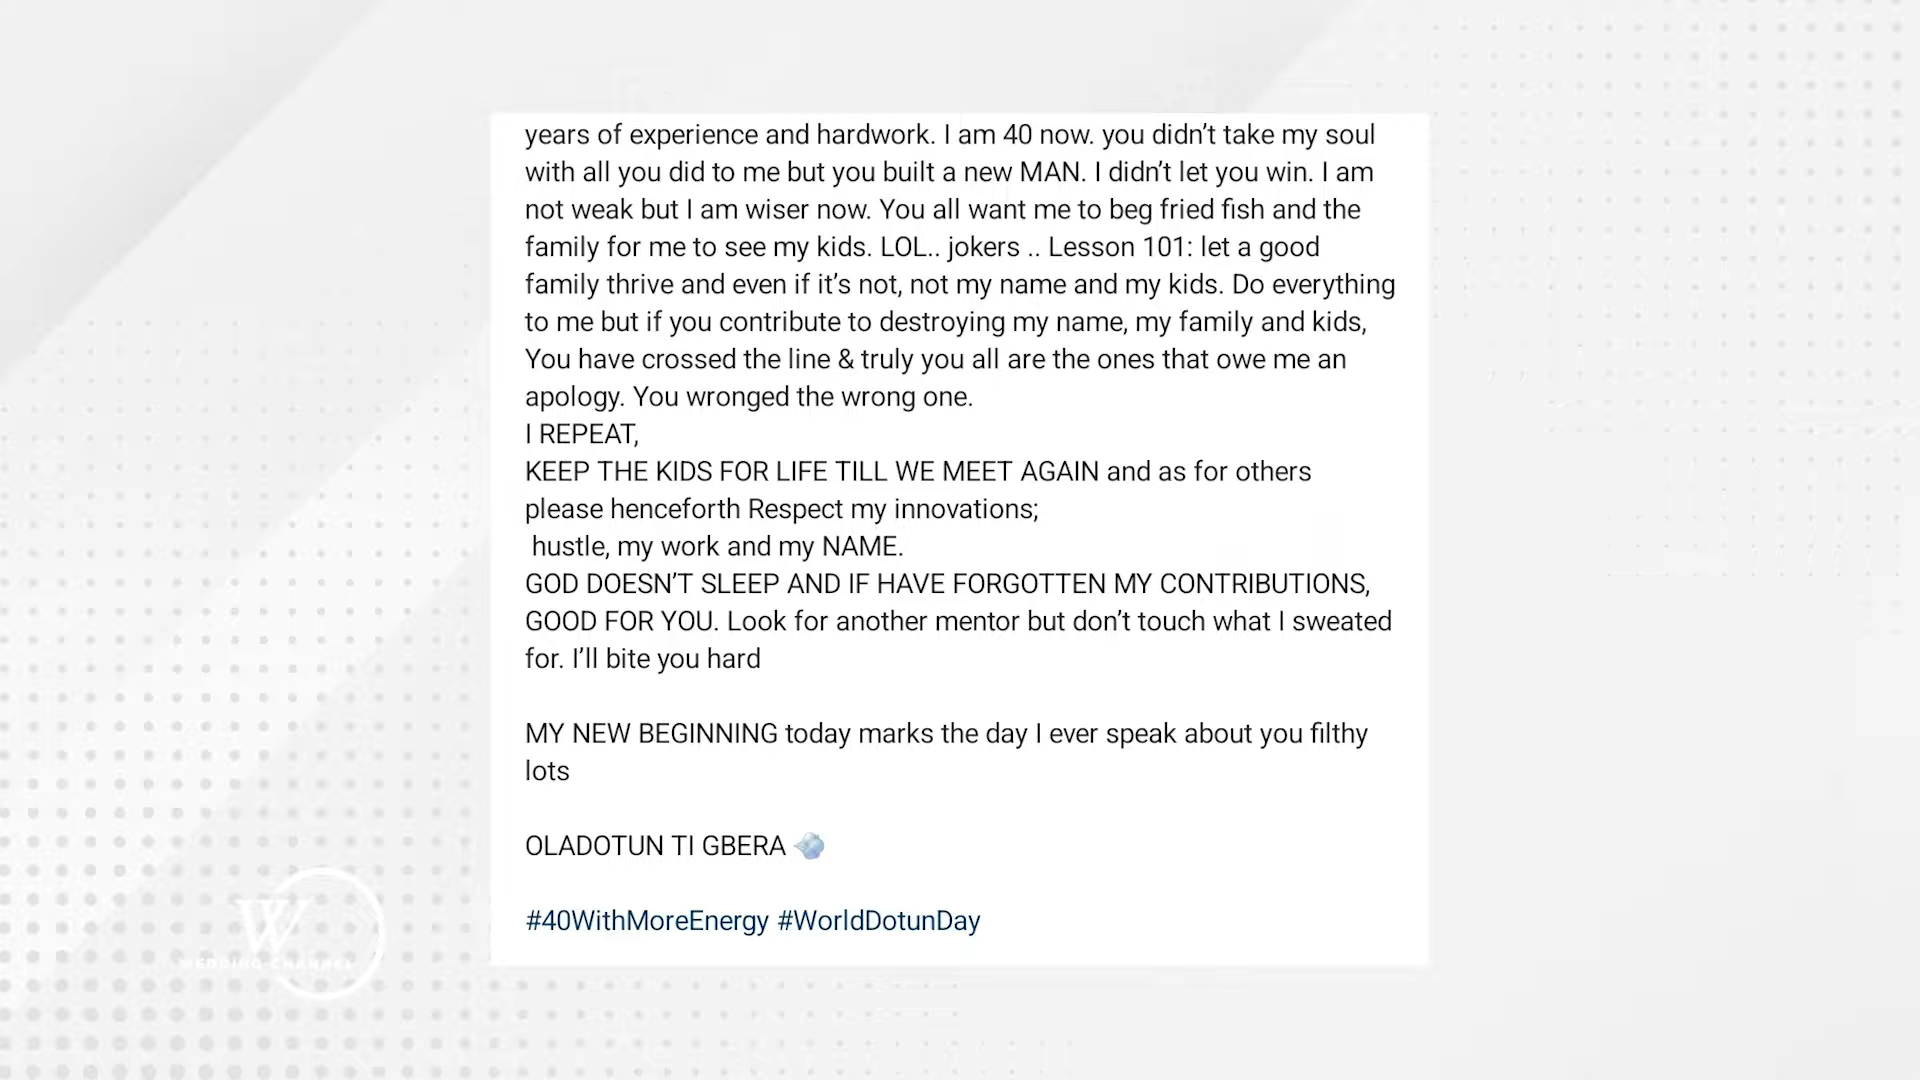 years of experience and hardwork. I am 40 now. you didn’t take my soul
with all you did to me but you built a new MAN. I didn’t let you win. I am
not weak but I am wiser now. You all want me to beg fried fish and the
family for me to see my kids. LOL.. jokers .. Lesson 101: let a good
family thrive and even if it’s not, not my name and my kids. Do everything
to me but if you contribute to destroying my name, my family and kids,
You have crossed the line & truly you all are the ones that owe me an
apology. You wronged the wrong one.
I REPEAT,
KEEP THE KIDS FOR LIFE TILL WE MEET AGAIN and as for others
please henceforth Respect my innovations;
hustle, my work and my NAME.
GOD DOESN’T SLEEP AND IF HAVE FORGOTTEN MY CONTRIBUTIONS,
GOOD FOR YOU. Look for another mentor but don’t touch what I sweated
for. I’ll bite you hard
MY NEW BEGINNING today marks the day I ever speak about you filthy
lots
OLADOTUN TI GBERA
#40WithMoreEnergy #WorldDotunDay
W
WEDDING CHANNEL